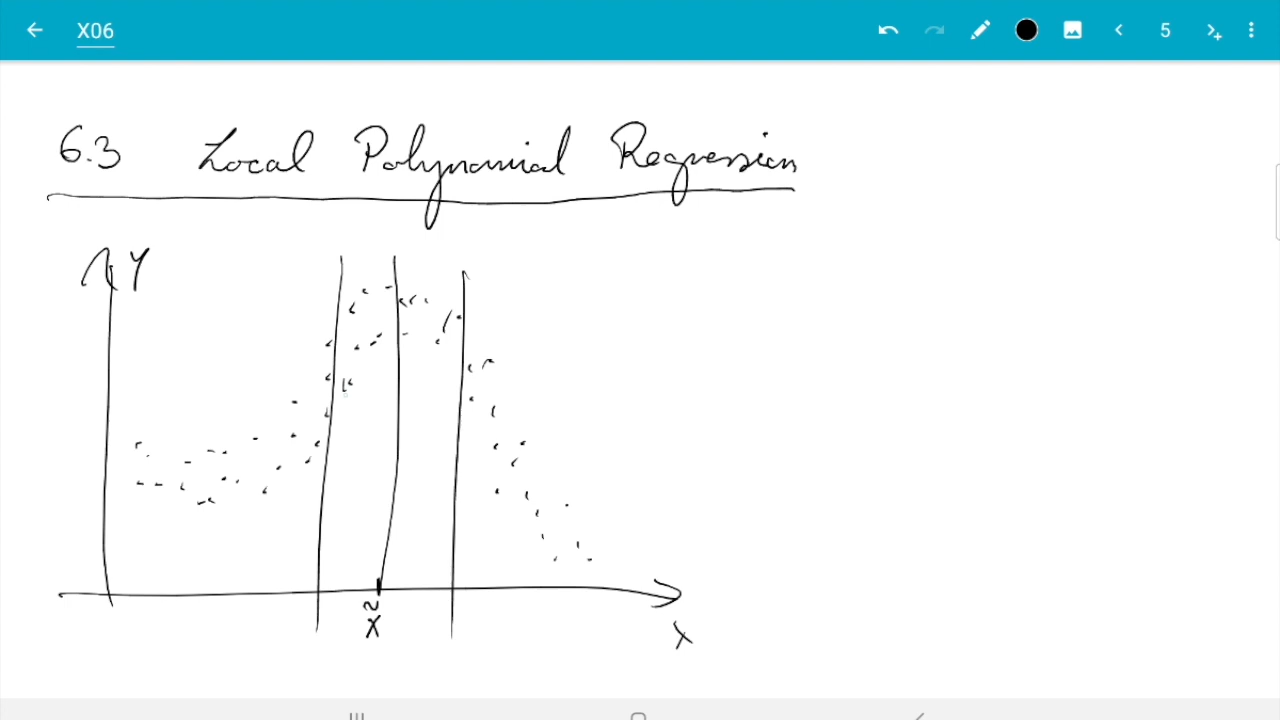 X06
5
6.3 Local Polynomial Regression
Y
x̃
x